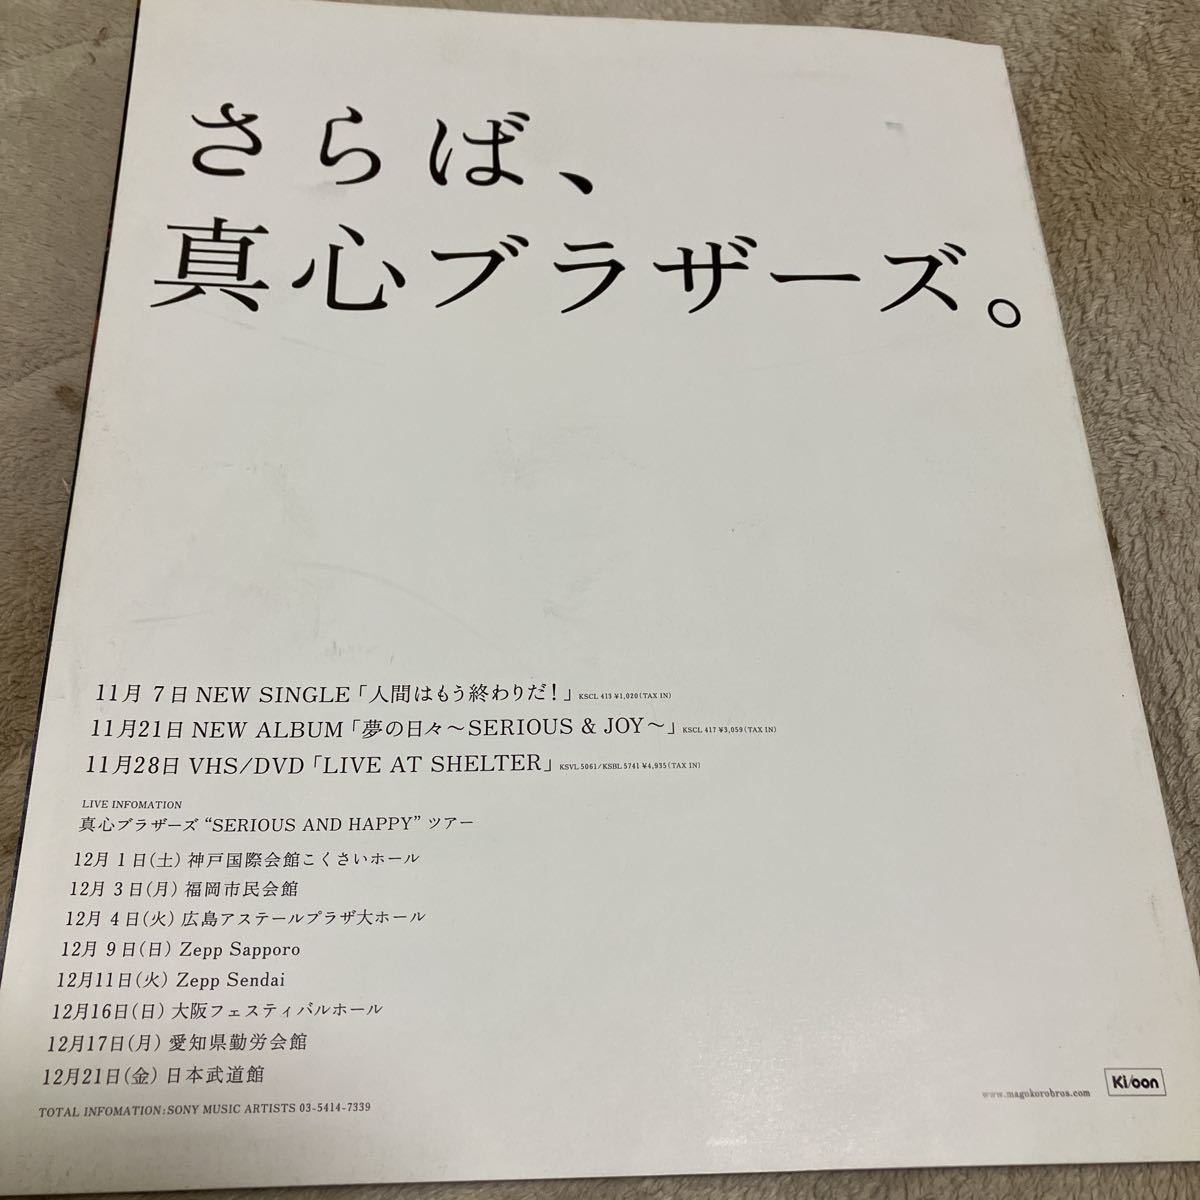 さらば、
真心ブラザーズ。
11月 7日 NEW SINGLE「人間はもう終わりだ！」KSCL 413 ¥1,020(TAX IN)
11月21日 NEW ALBUM「夢の日々～SERIOUS & JOY～」KSCL 417 ¥3,059(TAX IN)
11月28日 VHS/DVD「LIVE AT SHELTER」KSVL 5061/KSBL 5741 ¥4,935(TAX IN)
LIVE INFOMATION
真心ブラザーズ “SERIOUS AND HAPPY” ツアー
12月 1日(土) 神戸国際会館こくさいホール
12月 3日(月) 福岡市民会館
12月 4日(火) 広島アステールプラザ大ホール
12月 9日(日) Zepp Sapporo
12月11日(火) Zepp Sendai
12月16日(日) 大阪フェスティバルホール
12月17日(月) 愛知県勤労会館
12月21日(金) 日本武道館
TOTAL INFOMATION:SONY MUSIC ARTISTS 03-5414-7339
www.magokorobros.com
Ki/oon